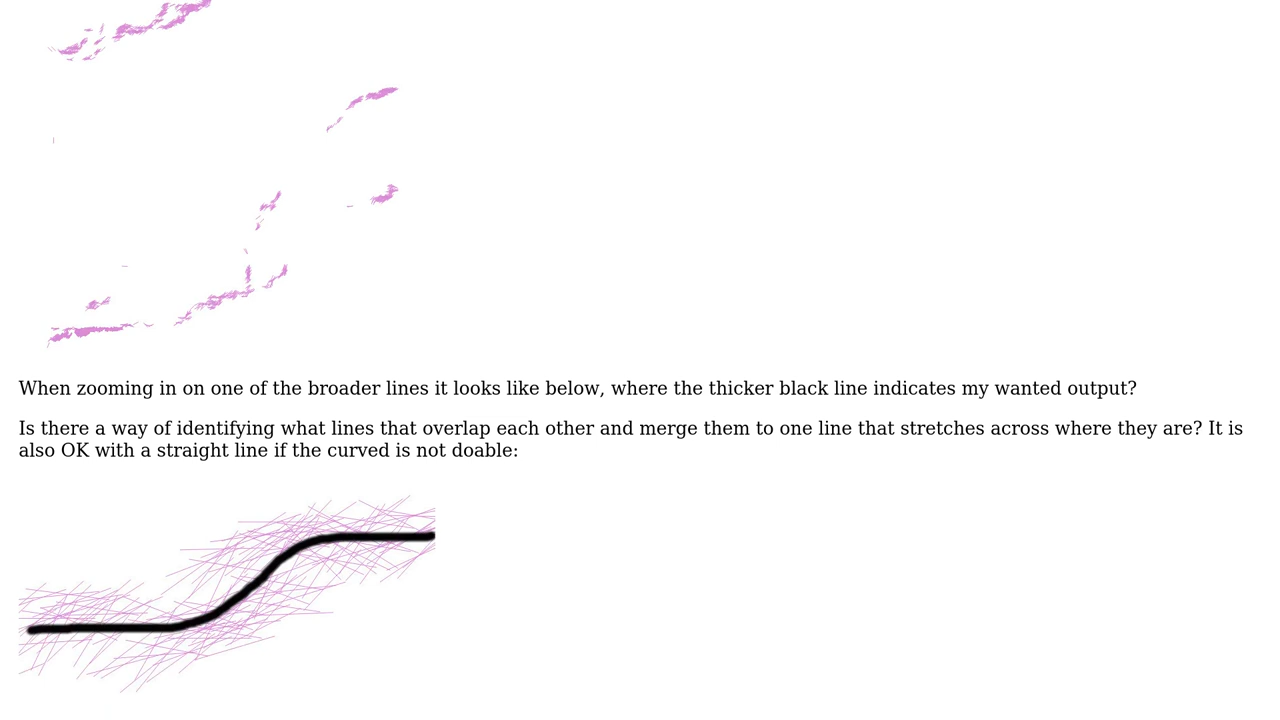 When zooming in on one of the broader lines it looks like below, where the thicker black line indicates my wanted output?
Is there a way of identifying what lines that overlap each other and merge them to one line that stretches across where they are? It is
also OK with a straight line if the curved is not doable: